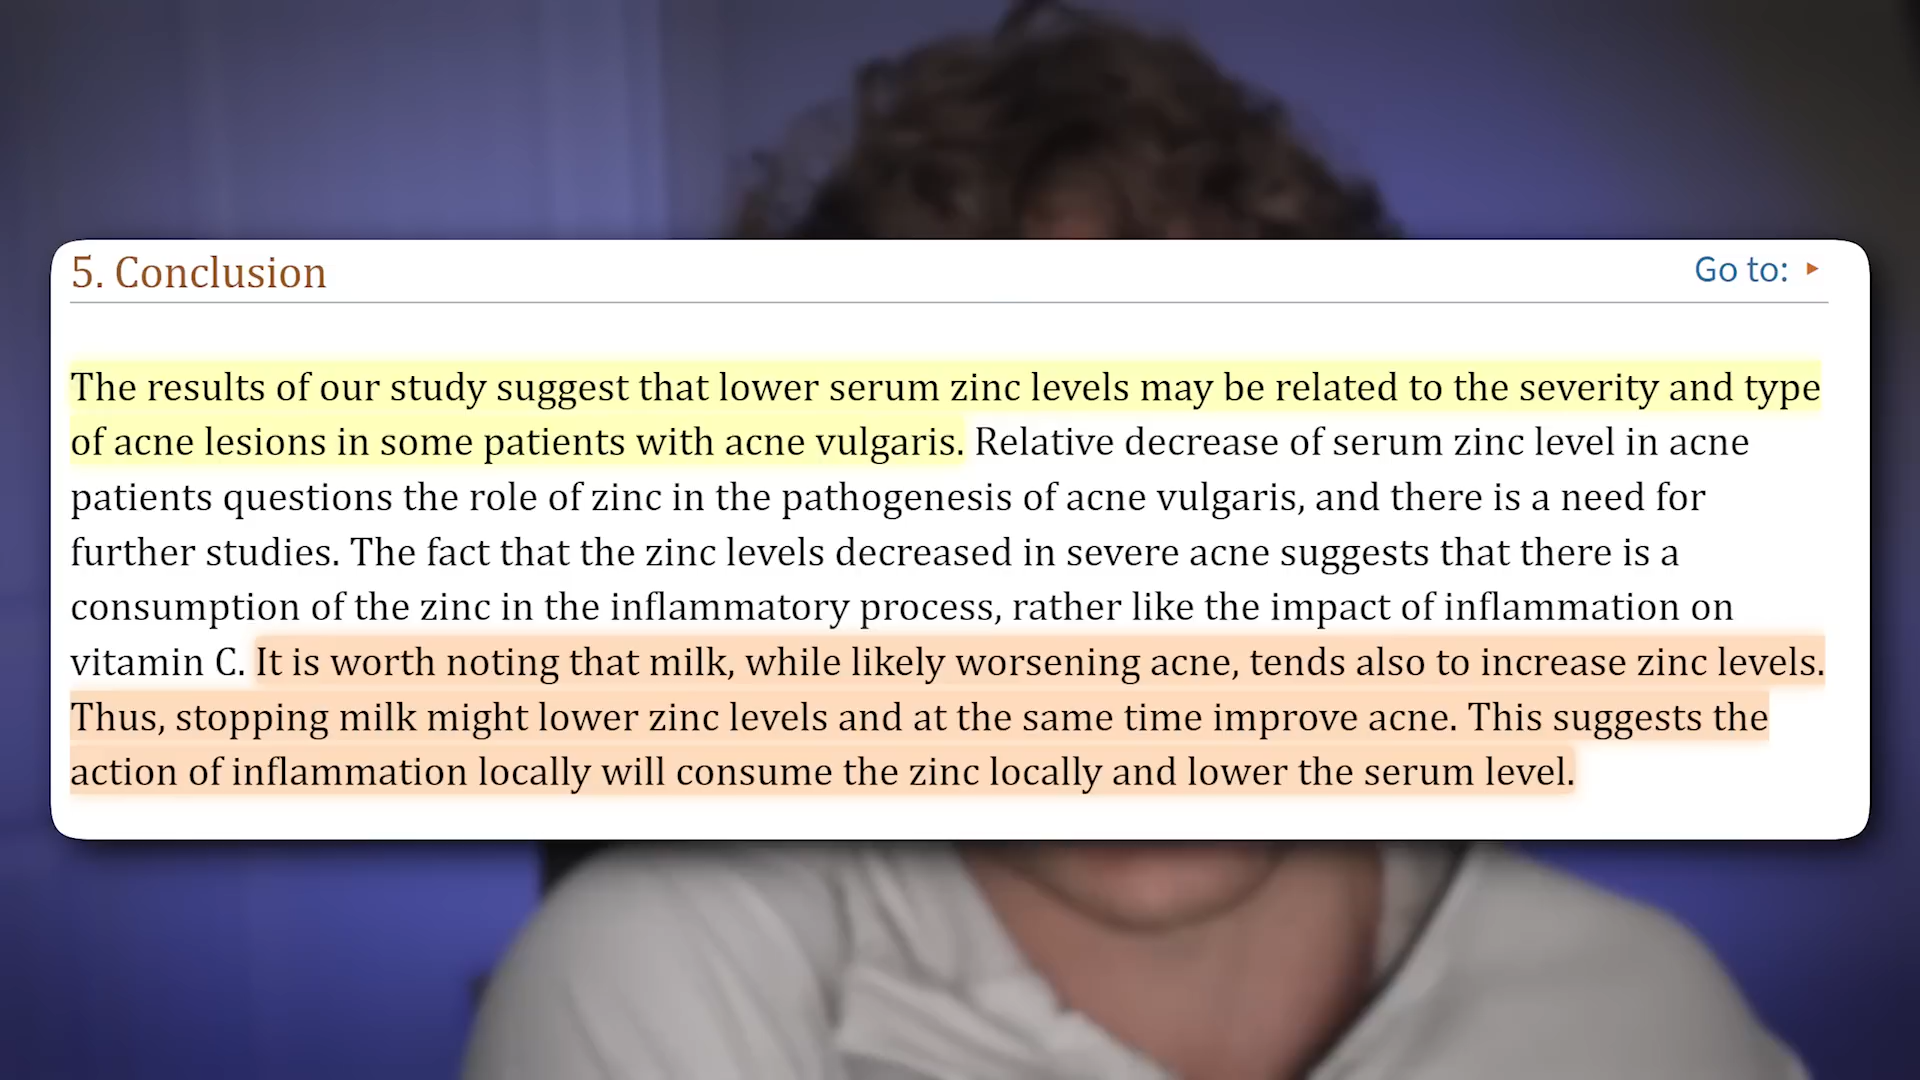 5. Conclusion
Go to: ▸
The results of our study suggest that lower serum zinc levels may be related to the severity and type
of acne lesions in some patients with acne vulgaris. Relative decrease of serum zinc level in acne
patients questions the role of zinc in the pathogenesis of acne vulgaris, and there is a need for
further studies. The fact that the zinc levels decreased in severe acne suggests that there is a
consumption of the zinc in the inflammatory process, rather like the impact of inflammation on
vitamin C. It is worth noting that milk, while likely worsening acne, tends also to increase zinc levels.
Thus, stopping milk might lower zinc levels and at the same time improve acne. This suggests the
action of inflammation locally will consume the zinc locally and lower the serum level.